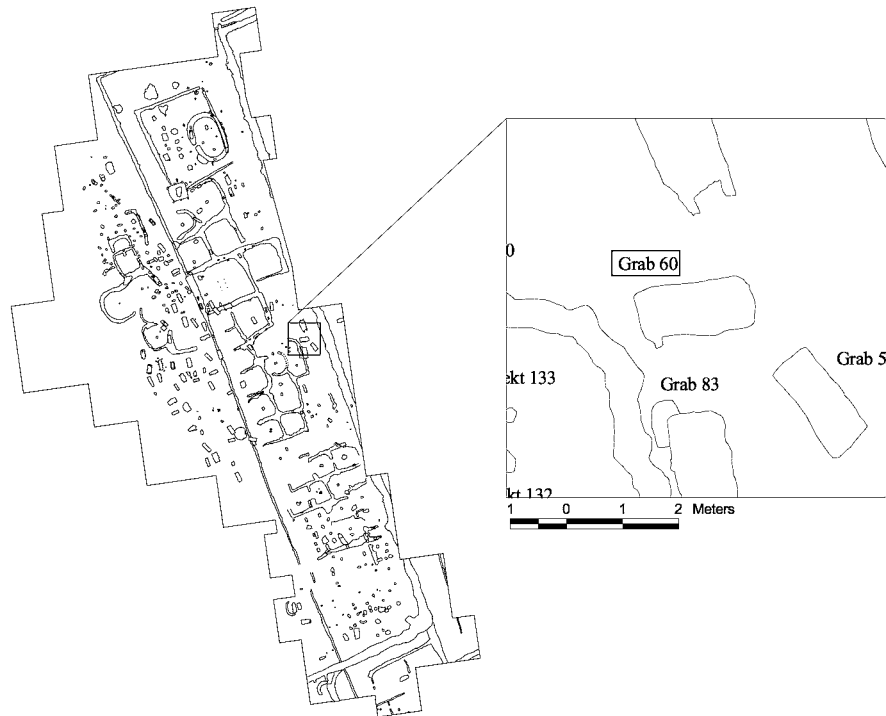 0
Grab 60
Grab 5
ekt 133
Grab 83
kt 132
1 0 1 2 Meters